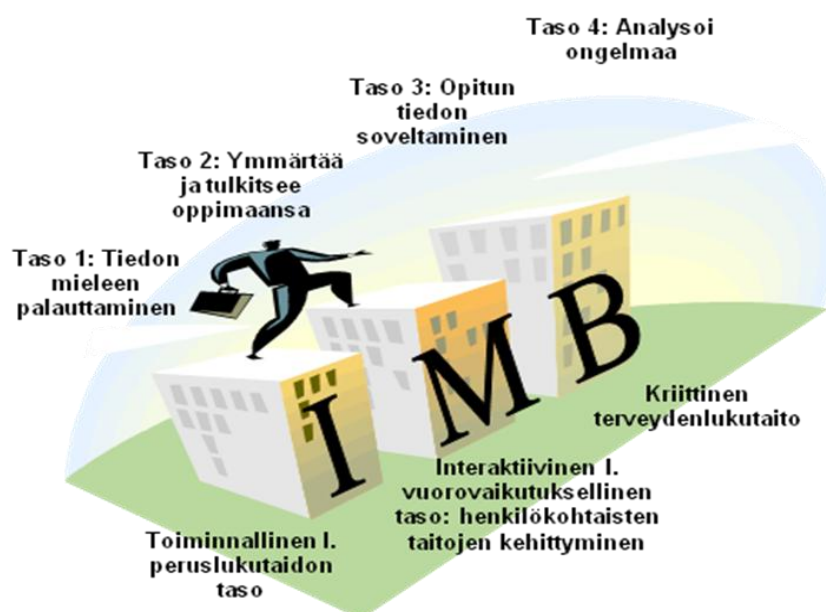 Taso 4: Analysoi
ongelmaa
Taso 3: Opitun
tiedon
soveltaminen
Taso 2: Ymmärtää
ja tulkitsee
oppimaansa
Taso 1: Tiedon
mieleen
palauttaminen
I M B
Kriittinen
terveydenlukutaito
Interaktiivinen l.
vuorovaikutuksellinen
taso: henkilökohtaisten
taitojen kehittyminen
Toiminnallinen l.
peruslukutaidon
taso